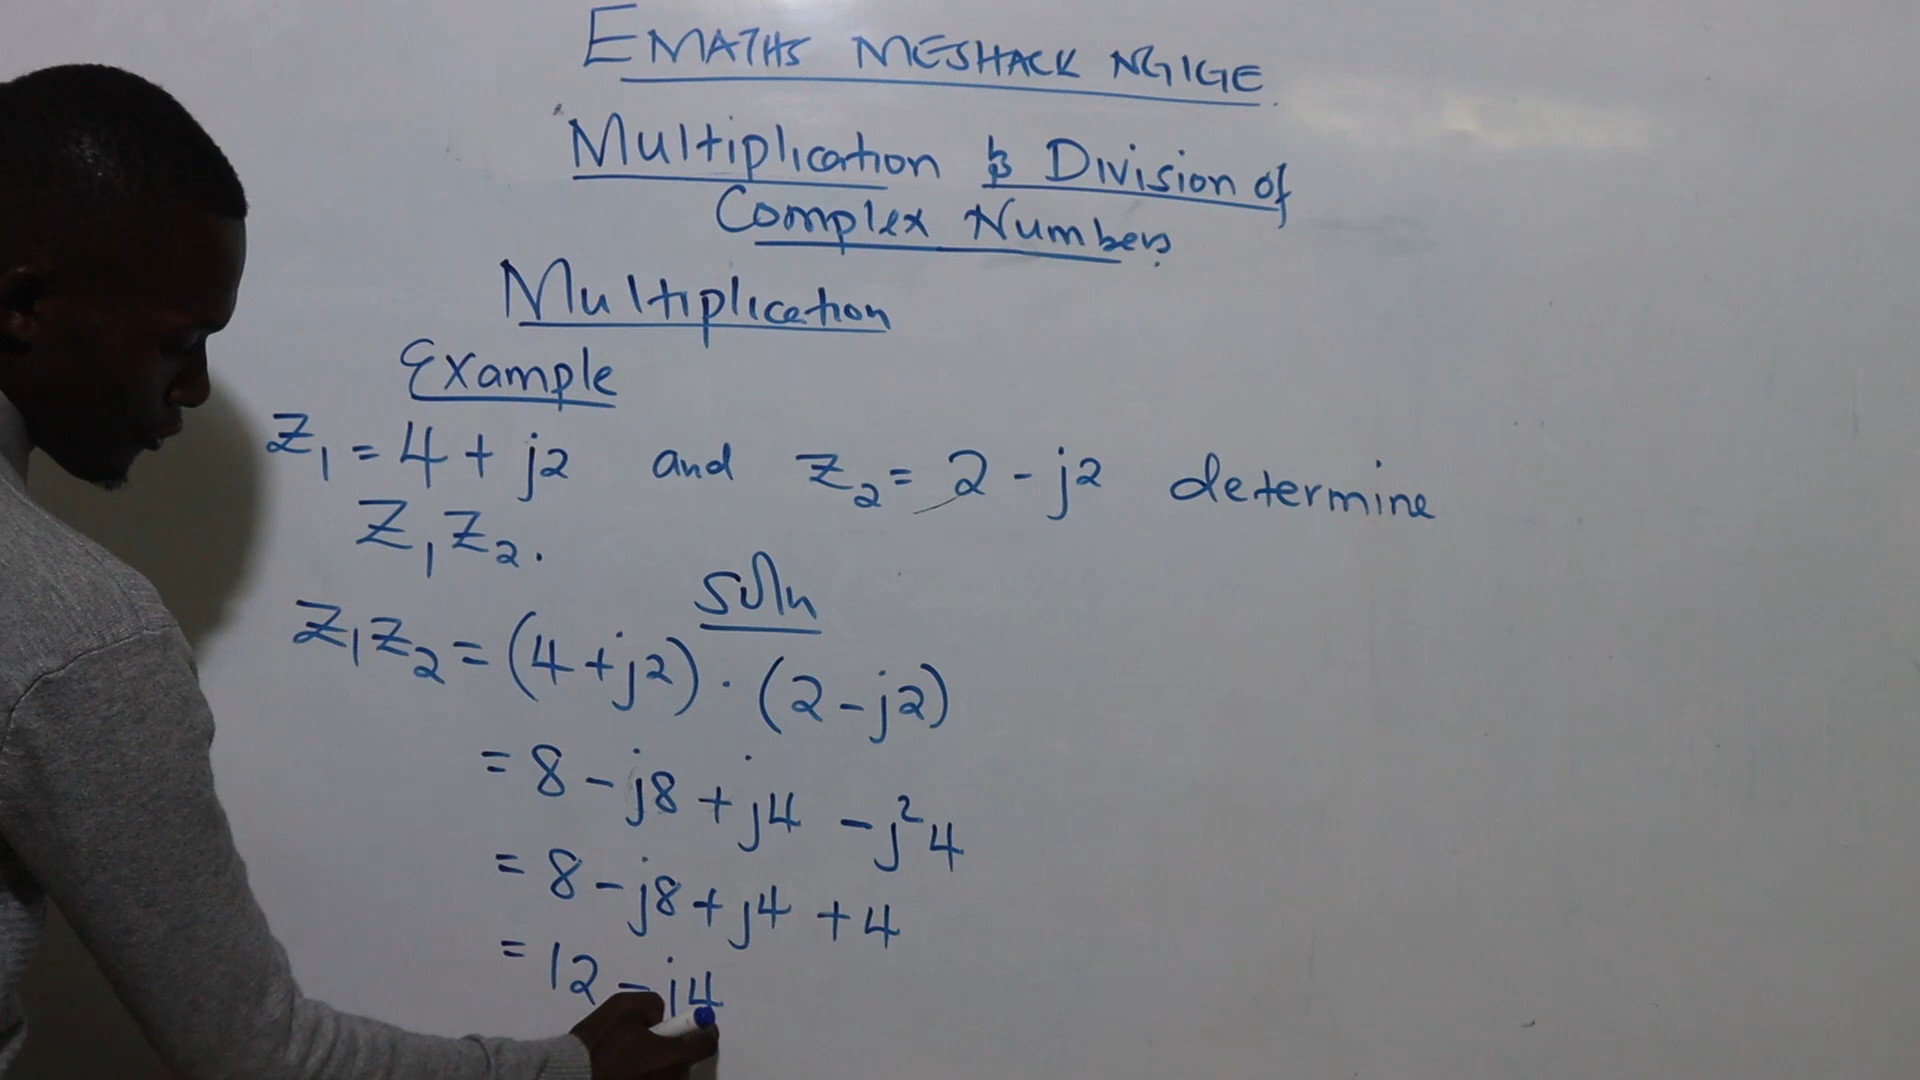 EMATHS MESHACK NGIGE
Multiplication & Division of
Complex Numbers
Multiplication
Example
Z₁ = 4 + j2 and Z₂ = 2 - j2 determine
Z₁Z₂.
Soln
Z₁Z₂ = (4+j2) · (2-j2)
= 8 - j8 + j4 - j²4
= 8 - j8 + j4 + 4
= 12 - j4